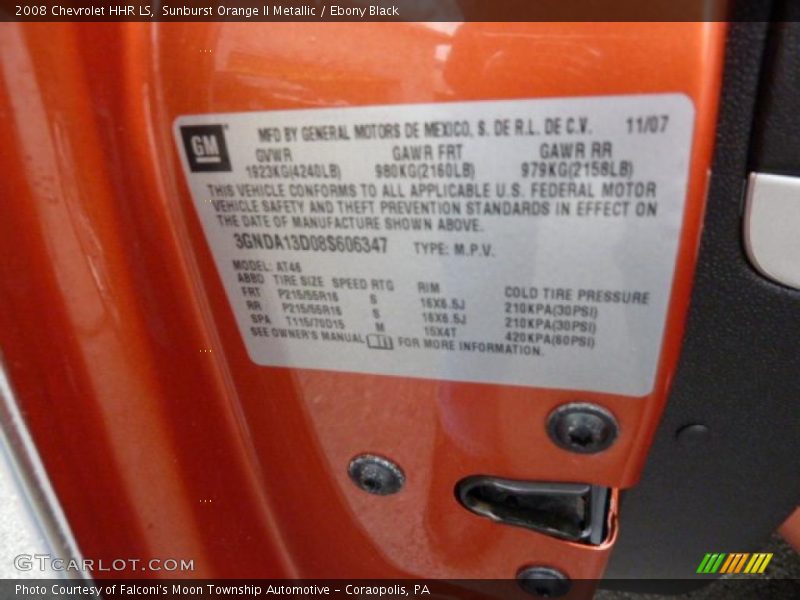 2008 Chevrolet HHR LS,  Sunburst Orange II Metallic / Ebony Black
GM
MFD BY GENERAL MOTORS DE MEXICO, S. DE R.L. DE C.V. 11/07
GVWR GAWR FRT GAWR RR
1923KG(4240LB) 980KG(2160LB) 979KG(2158LB)
THIS VEHICLE CONFORMS TO ALL APPLICABLE U.S. FEDERAL MOTOR
VEHICLE SAFETY AND THEFT PREVENTION STANDARDS IN EFFECT ON
THE DATE OF MANUFACTURE SHOWN ABOVE.
3GNDA13D08S606347 TYPE: M.P.V.
MODEL: AT46
ABBD TIRE SIZE SPEED RTG RIM COLD TIRE PRESSURE
FRT P215/55R16 S 16X6.5J 210KPA(30PSI)
RR P215/55R16 S 16X6.5J 210KPA(30PSI)
SPA T115/70D15 M 15X4T 420KPA(60PSI)
SEE OWNER'S MANUAL FOR MORE INFORMATION.
GTCARLOT.COM
Photo Courtesy of Falconi's Moon Township Automotive - Coraopolis, PA